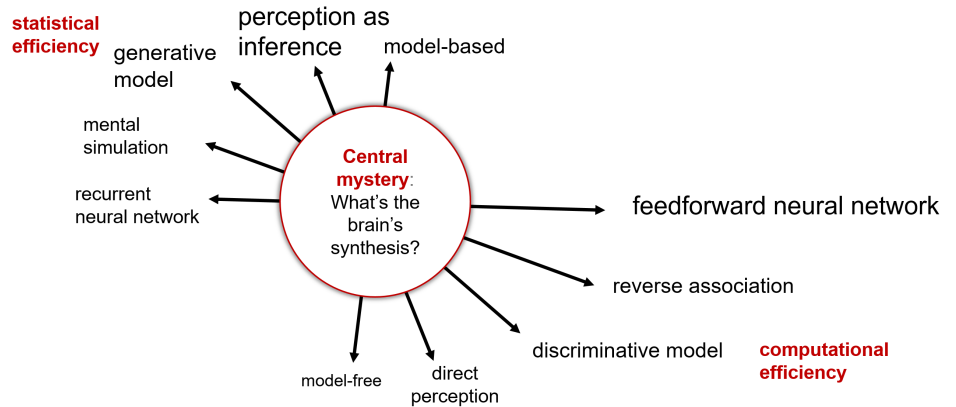 statistical
efficiency
perception as
inference
generative
model
model-based
mental
simulation
recurrent
neural network
Central
mystery:
What's the
brain's
synthesis?
feedforward neural network
reverse association
discriminative model
computational
efficiency
model-free
direct
perception